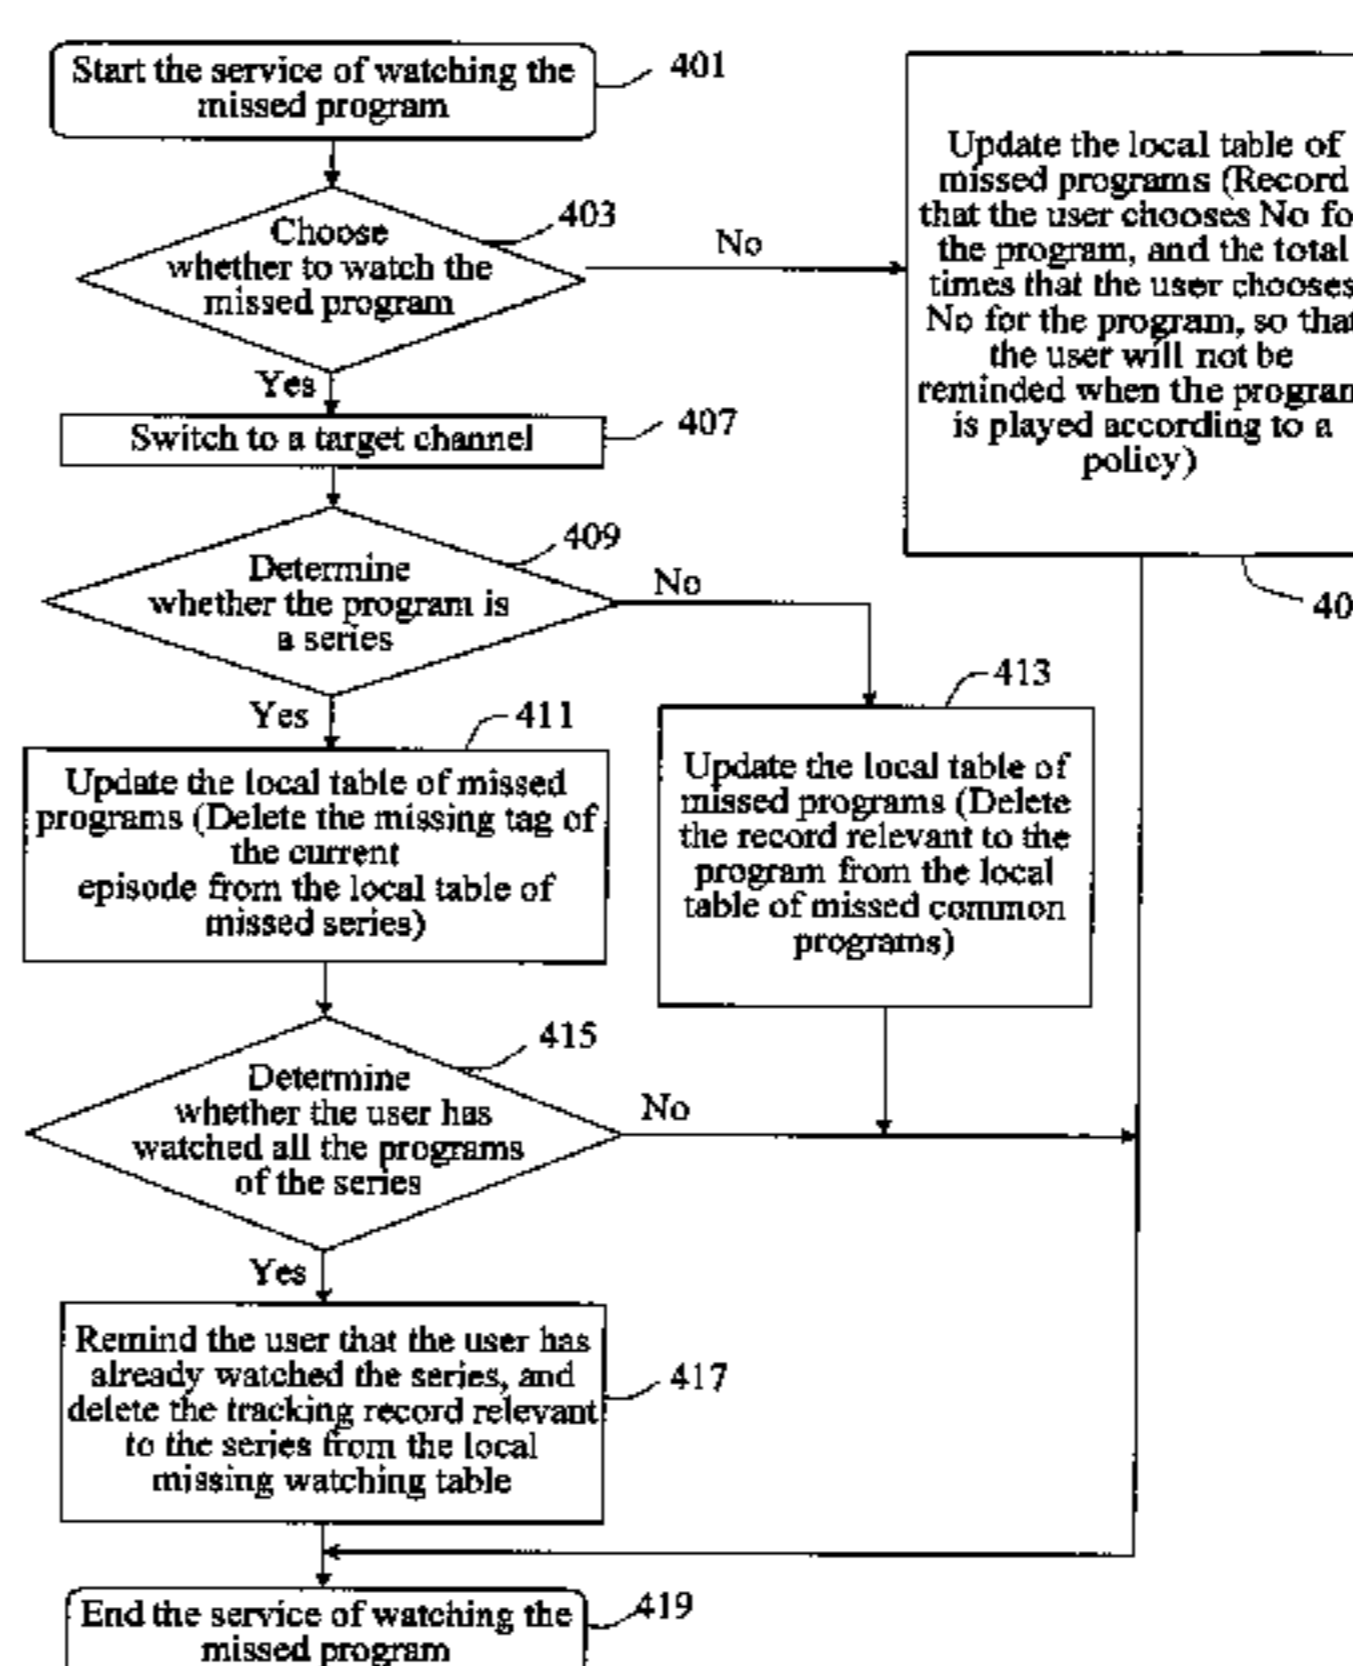 Start the service of watching the
missed program
401
Choose
whether to watch the
missed program
403
No
Update the local table of
missed programs (Record
that the user chooses No fo
the program, and the total
times that the user chooses
No for the program, so that
the user will not be
reminded when the program
is played according to a
policy)
40
Yes
Switch to a target channel
407
Determine
whether the program is
a series
409
No
Yes
411
Update the local table of missed
programs (Delete the missing tag of
the current
episode from the local table of
missed series)
413
Update the local table of
missed programs (Delete
the record relevant to the
program from the local
table of missed common
programs)
Determine
whether the user has
watched all the programs
of the series
415
No
Yes
Remind the user that the user has
already watched the series, and
delete the tracking record relevant
to the series from the local
missing watching table
417
End the service of watching the
missed program
419